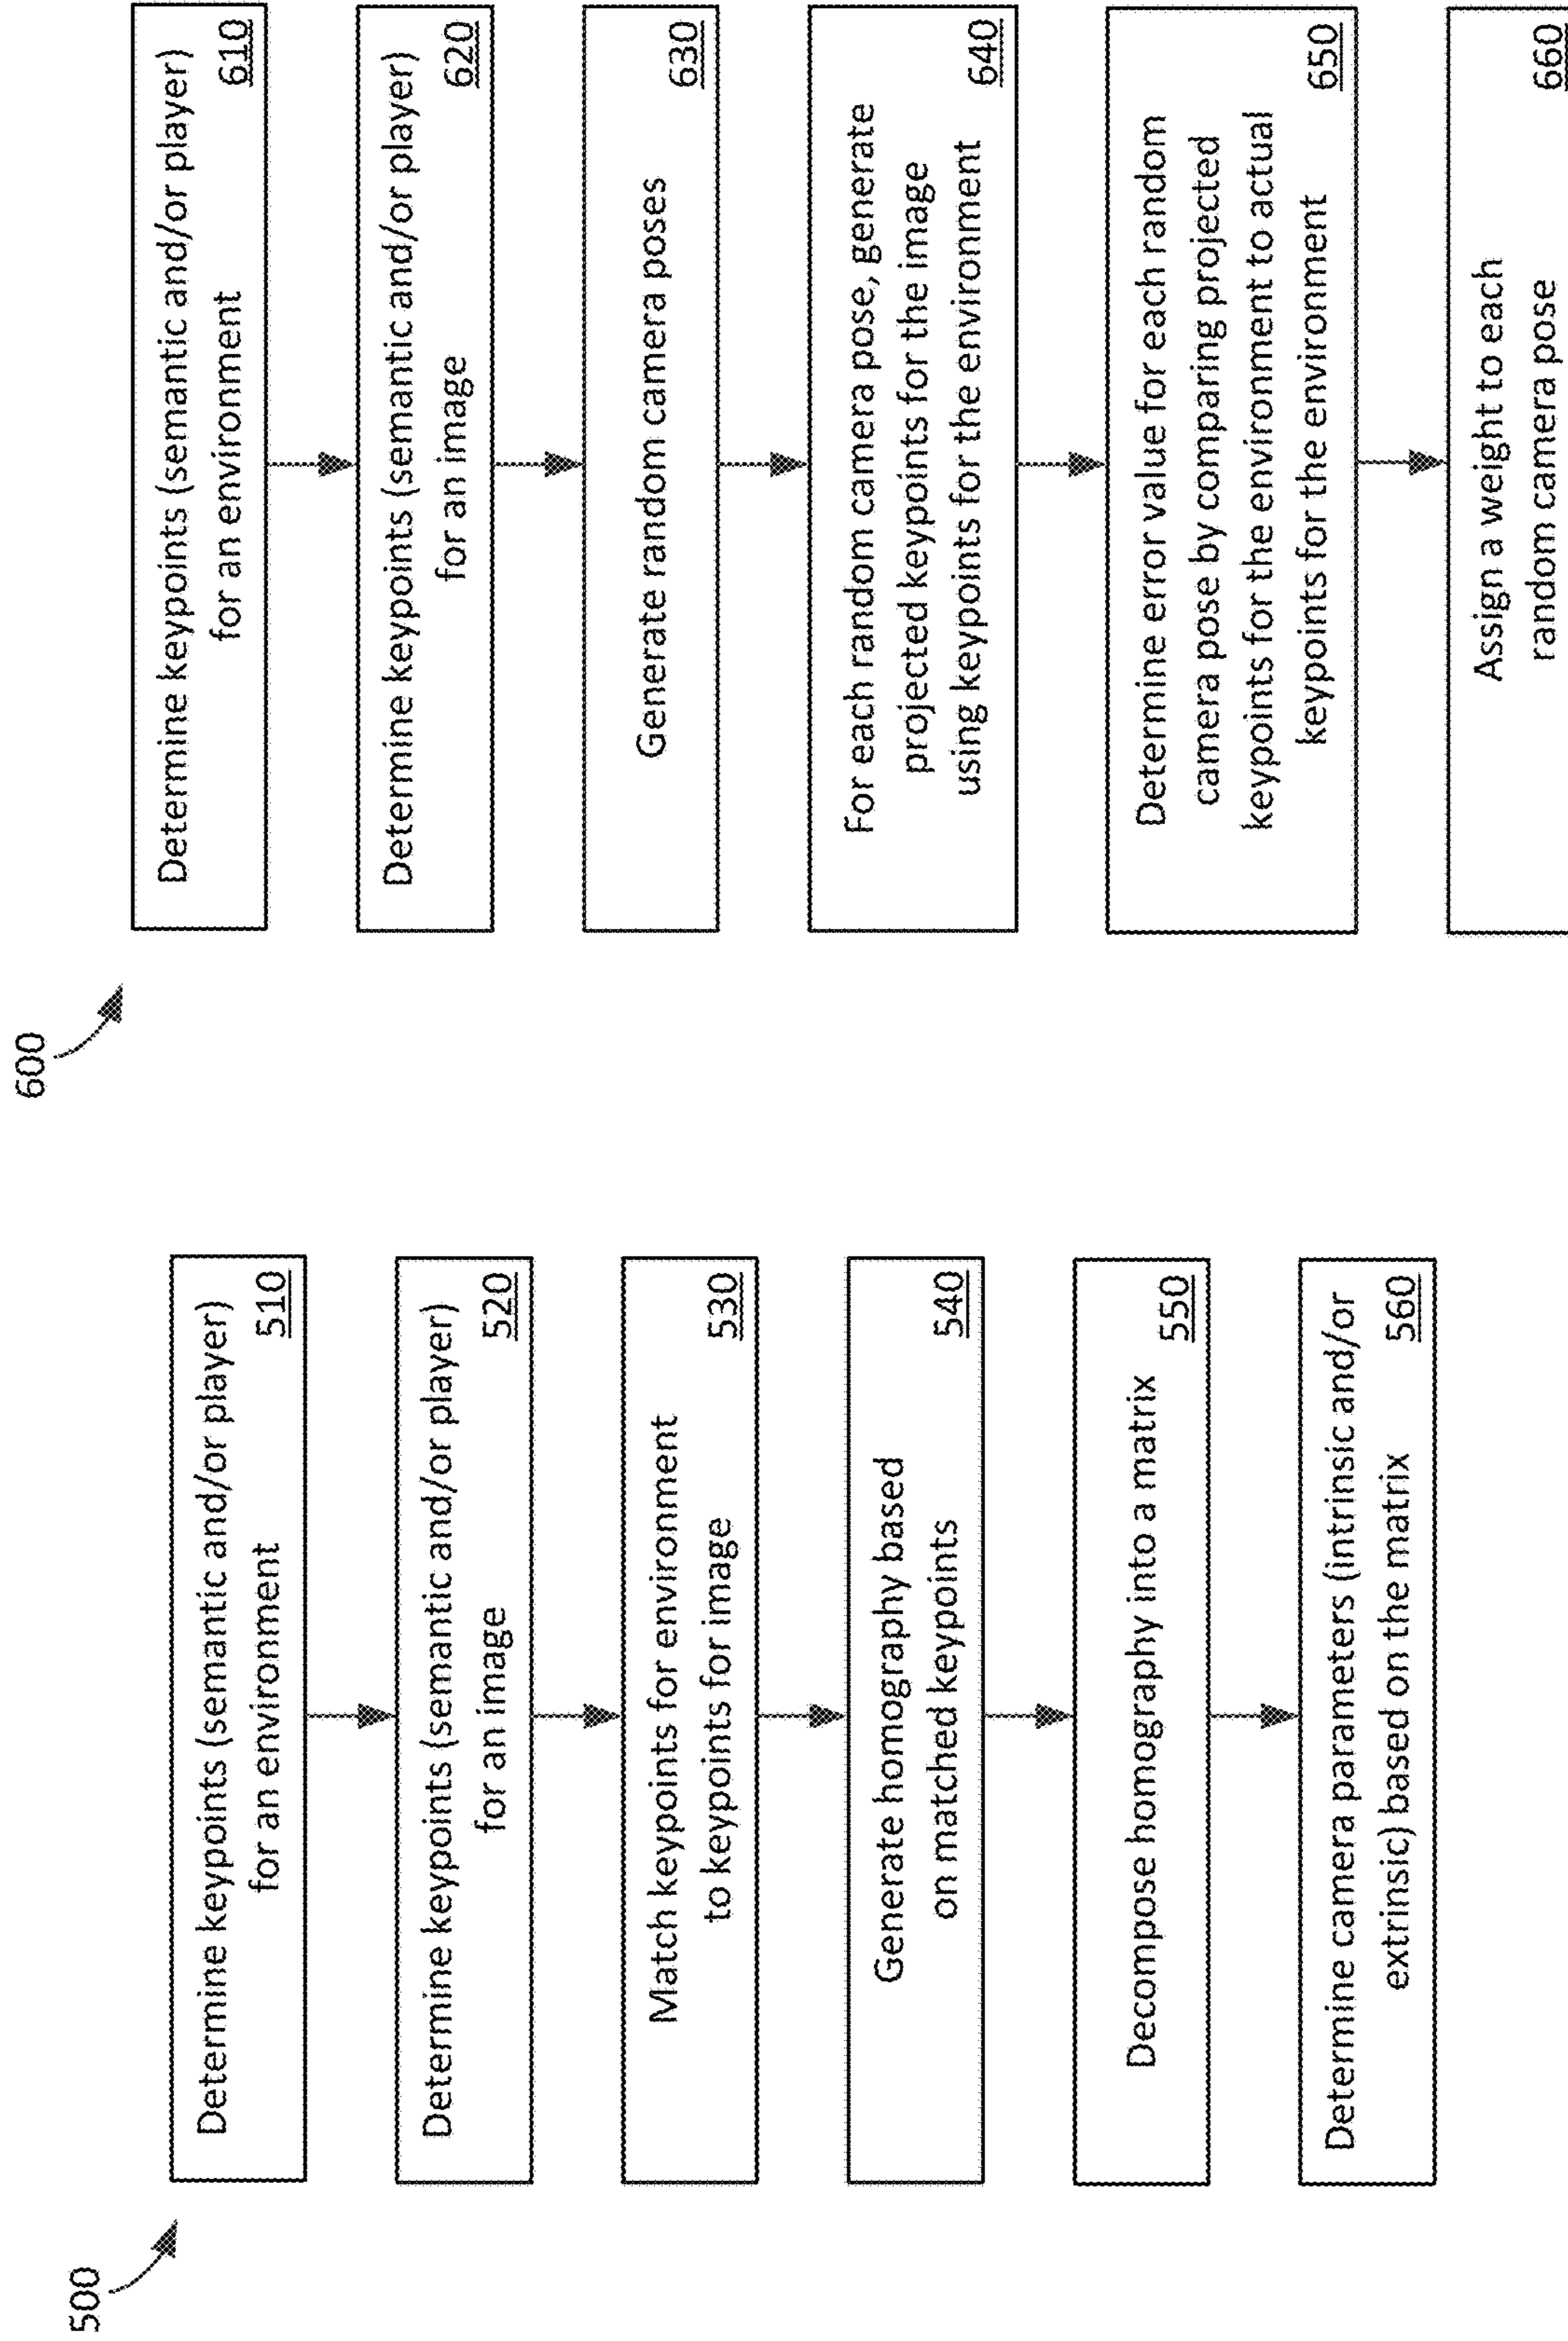 500
Determine keypoints (semantic and/or player)
for an environment
510
Determine keypoints (semantic and/or player)
for an image
520
Match keypoints for environment
to keypoints for image
530
Generate homography based
on matched keypoints
540
Decompose homography into a matrix
550
Determine camera parameters (intrinsic and/or
extrinsic) based on the matrix
560
600
Determine keypoints (semantic and/or player)
for an environment
610
Determine keypoints (semantic and/or player)
for an image
620
Generate random camera poses
630
For each random camera pose, generate
projected keypoints for the image
using keypoints for the environment
640
Determine error value for each random
camera pose by comparing projected
keypoints for the environment to actual
keypoints for the environment
650
Assign a weight to each
random camera pose
660